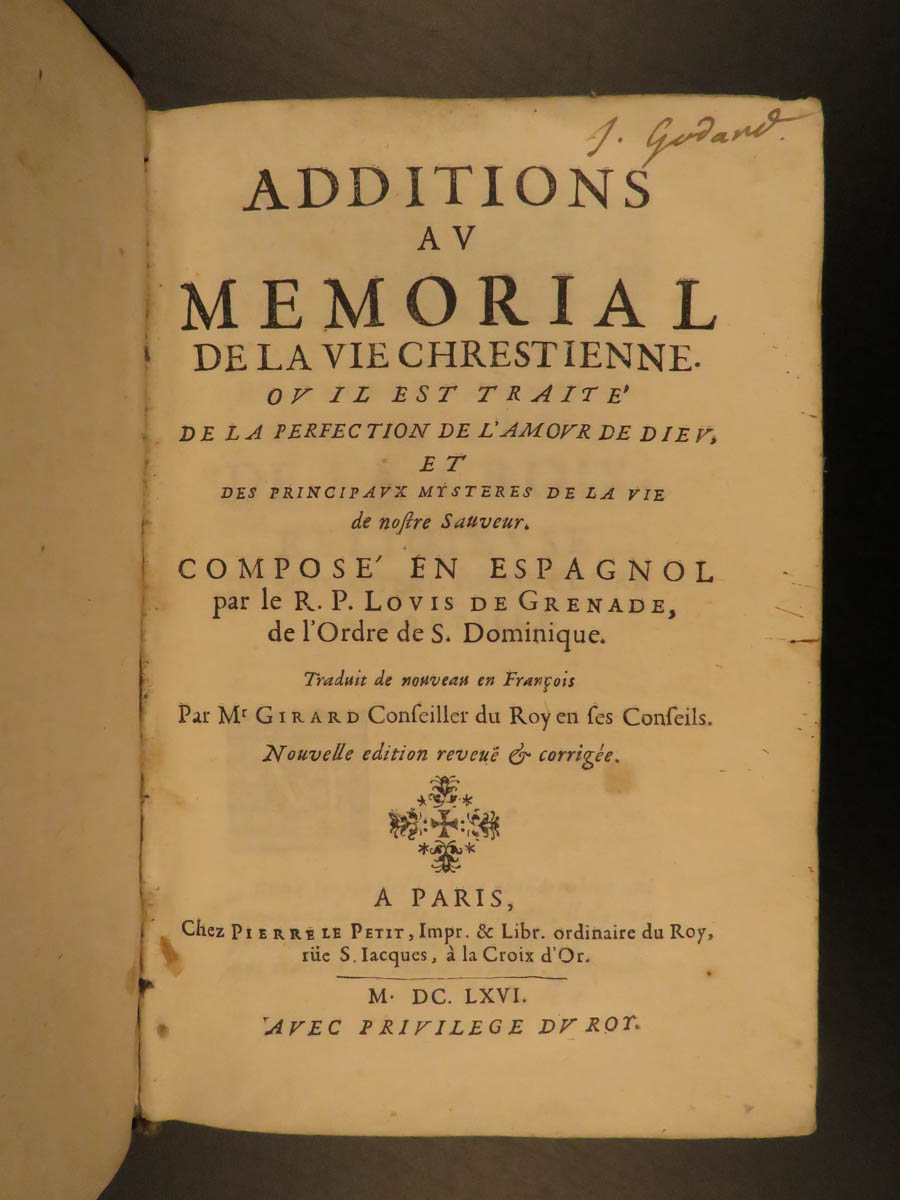 J. Godard.
ADDITIONS
AV
MEMORIAL
DE LA VIE CHRESTIENNE.
OV IL EST TRAITE'
DE LA PERFECTION DE L'AMOVR DE DIEV,
ET
DES PRINCIPAVX MYSTERES DE LA VIE
de noſtre Sauveur.
COMPOSE' EN ESPAGNOL
par le R. P. LOVIS DE GRENADE,
de l'Ordre de S. Dominique.
Traduit de nouveau en François
Par Mr GIRARD Conſeiller du Roy en ſes Conſeils.
Nouvelle edition reveuë & corrigée.
A PARIS,
Chez PIERRE LE PETIT, Impr. & Libr. ordinaire du Roy,
rüe S. Iacques, à la Croix d'Or.
M. DC. LXVI.
AVEC PRIVILEGE DV ROY.